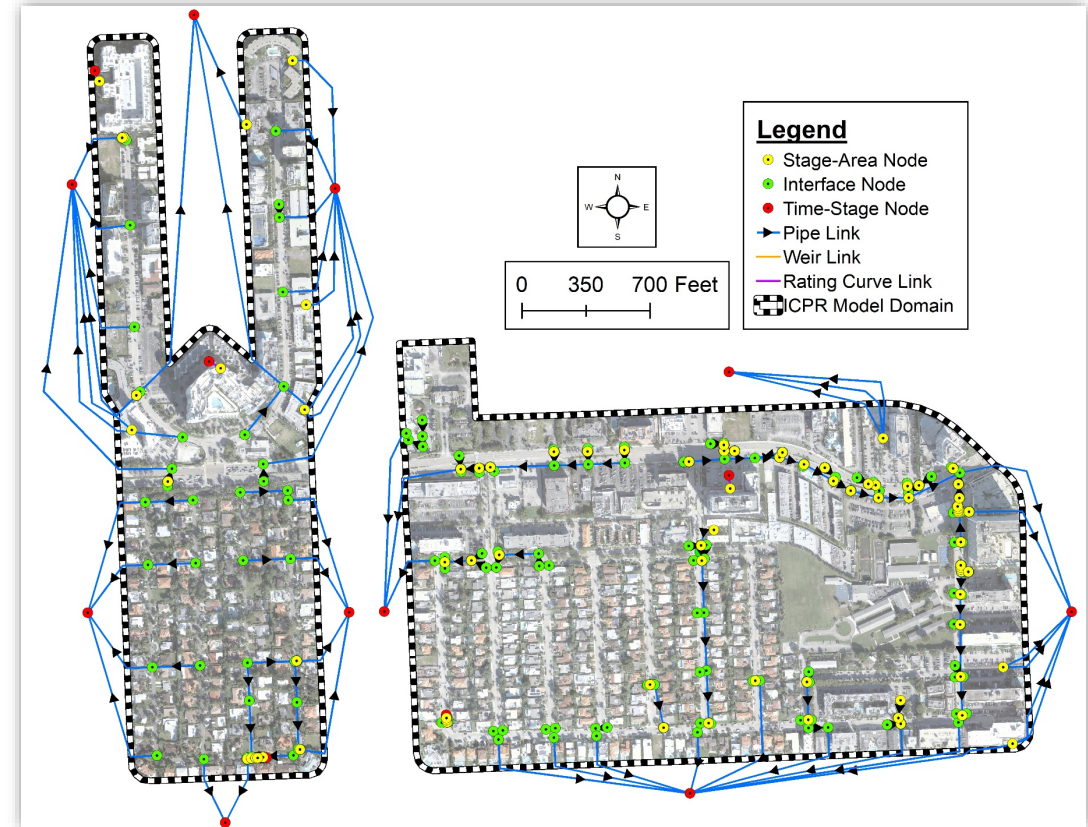 Legend
Stage-Area Node
Interface Node
Time-Stage Node
Pipe Link
Weir Link
Rating Curve Link
ICPR Model Domain
N
W E
S
0 350 700 Feet